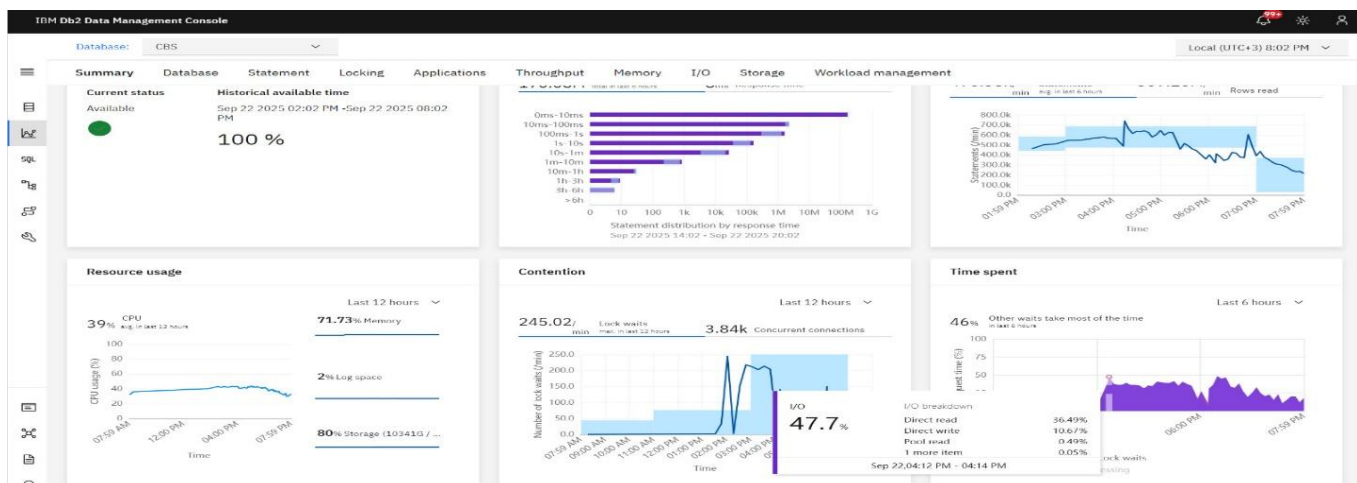 IBM Db2 Data Management Console
99+
Database: CBS
Local (UTC+3) 8:02 PM
Summary Database Statement Locking Applications Throughput Memory I/O Storage Workload management
SQL
Current status
Available
Historical available time
Sep 22 2025 02:02 PM -Sep 22 2025 08:02 PM
100 %
0ms-10ms
10ms-100ms
100ms-1s
1s-10s
10s-1m
1m-10m
10m-1h
1h-3h
3h-6h
>6h
0 10 100 1k 10k 100k 1M 10M 100M 1G
Statement distribution by response time
Sep 22 2025 14:02 - Sep 22 2025 20:02
min avg. in last 6 hours
min Rows read
Statements (/min)
800.0k
700.0k
600.0k
500.0k
400.0k
300.0k
200.0k
100.0k
0.0
01:59 PM 03:00 PM 04:00 PM 05:00 PM 06:00 PM 07:00 PM 07:59 PM
Time
Resource usage
Last 12 hours
39% CPU
avg. in last 12 hours
71.73% Memory
CPU usage (%)
100
80
60
40
20
0
07:59 AM 12:00 PM 04:00 PM 07:59 PM
Time
2% Log space
80% Storage (10341G / ...
Contention
Last 12 hours
245.02/min Lock waits
max. in last 12 hours
3.84k Concurrent connections
Number of lock waits (/min)
250.0
200.0
150.0
100.0
50.0
0.0
07:59 AM 09:00 AM 10:00 AM 11:00 AM 12:00 PM 01:00 PM 02:00 PM 03:00 PM 04:00 PM
Time
Time spent
Last 6 hours
46% Other waits take most of the time
in last 6 hours
100
75
50
06:00 PM 07:59 PM
I/O
47.7%
I/O breakdown
Direct read 36.49%
Direct write 10.67%
Pool read 0.49%
1 more item 0.05%
Sep 22,04:12 PM - 04:14 PM